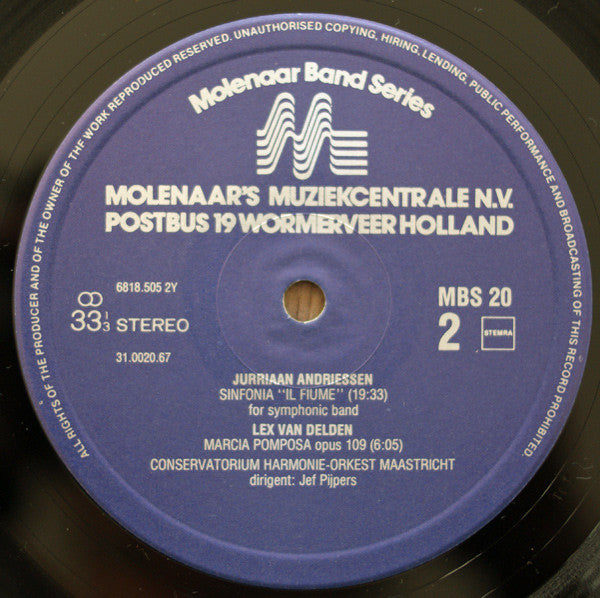 ALL RIGHTS OF THE PRODUCER AND OF THE OWNER OF THE WORK REPRODUCED RESERVED. UNAUTHORISED COPYING, HIRING, LENDING, PUBLIC PERFORMANCE AND BROADCASTING OF THIS RECORD PROHIBITED.
Molenaar Band Series
MOLENAAR'S MUZIEKCENTRALE N.V.
POSTBUS 19 WORMERVEER HOLLAND
6818.505 2Y
MBS 20
33 1/3 STEREO
2 STEMRA
31.0020.67
JURRIAAN ANDRIESSEN
SINFONIA "IL FIUME" (19:33)
for symphonic band
LEX VAN DELDEN
MARCIA POMPOSA opus 109 (6:05)
CONSERVATORIUM HARMONIE-ORKEST MAASTRICHT
dirigent: Jef Pijpers